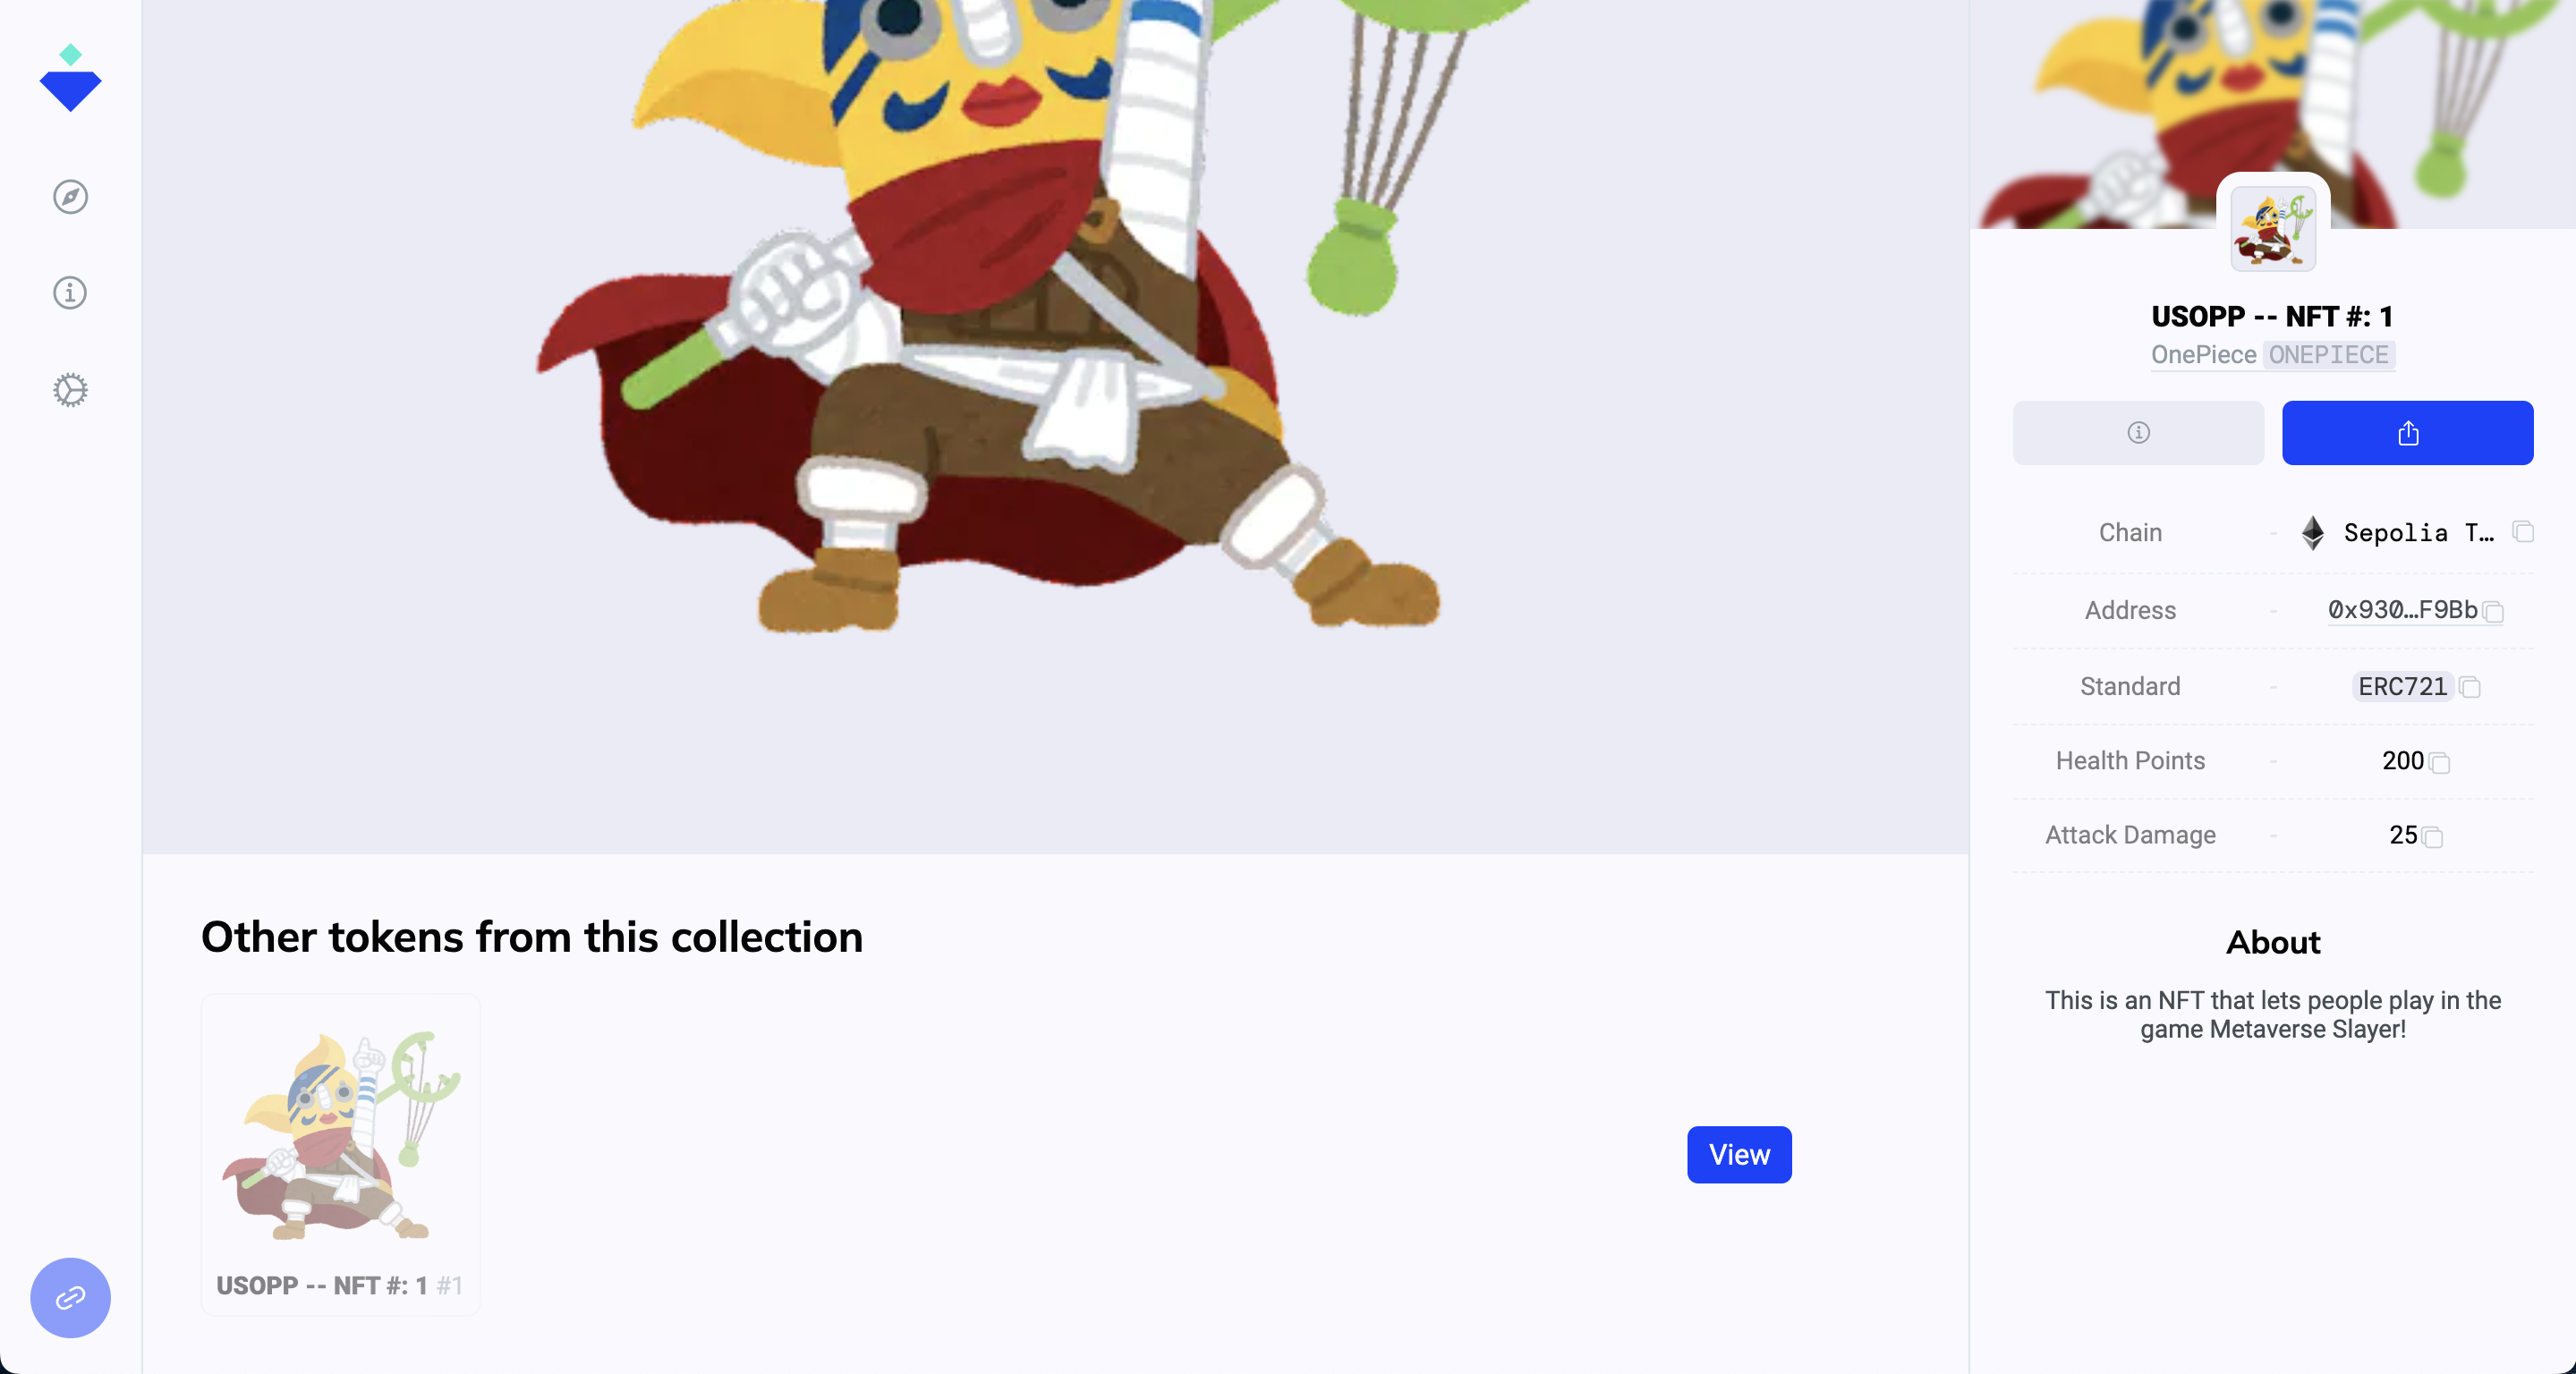 USOPP -- NFT #: 1
OnePiece ONEPIECE
Chain - Sepolia T…
Address - 0x930…F9Bb
Standard - ERC721
Health Points - 200
Attack Damage - 25
About
This is an NFT that lets people play in the
game Metaverse Slayer!
Other tokens from this collection
View
USOPP -- NFT #: 1 #1